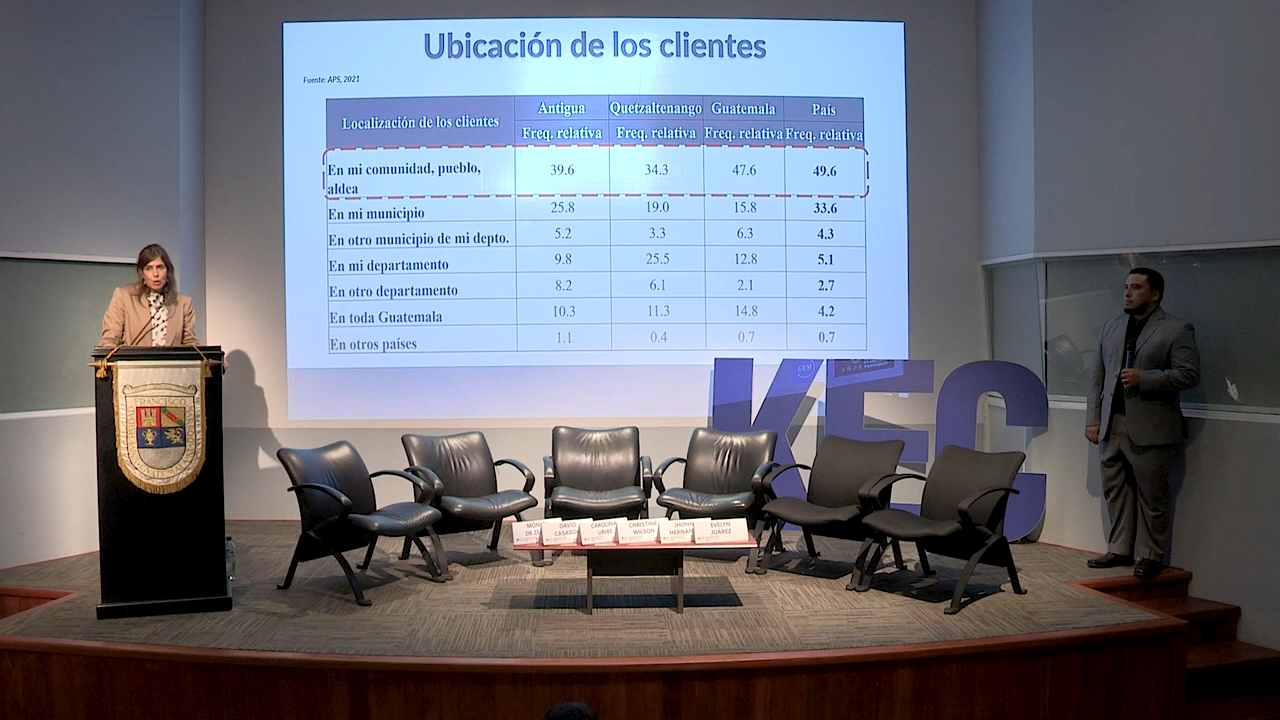 Ubicación de los clientes
Fuente: APS, 2021
Localización de los clientes Antigua Quetzaltenango Guatemala País
Freq. relativa Freq. relativa Freq. relativa Freq. relativa
En mi comunidad, pueblo, aldea 39.6 34.3 47.6 49.6
En mi municipio 25.8 19.0 15.8 33.6
En otro municipio de mi depto. 5.2 3.3 6.3 4.3
En mi departamento 9.8 25.5 12.8 5.1
En otro departamento 8.2 6.1 2.1 2.7
En toda Guatemala 10.3 11.3 14.8 4.2
En otros países 1.1 0.4 0.7 0.7
KEC
FRANCISCO
DAVID
CAROLINA URIBE
CHRISTINE WILSON
EVELYN JUÁREZ